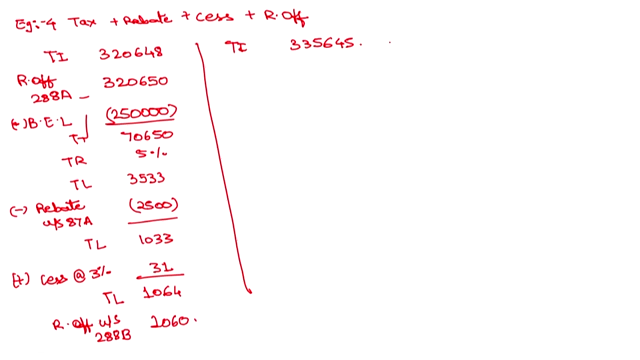 Eg:-4 Tax + Rebate + cess + R.Off
TI 320648
R.Off 288A 320650
(-) B.E.L (250000)
TI 70650
TR 5%
TL 3533
(-) Rebate u/s 87A (2500)
TL 1033
(+) cess @ 3% 31
TL 1064
R.Off u/s 288B 1060.
TI 335645.